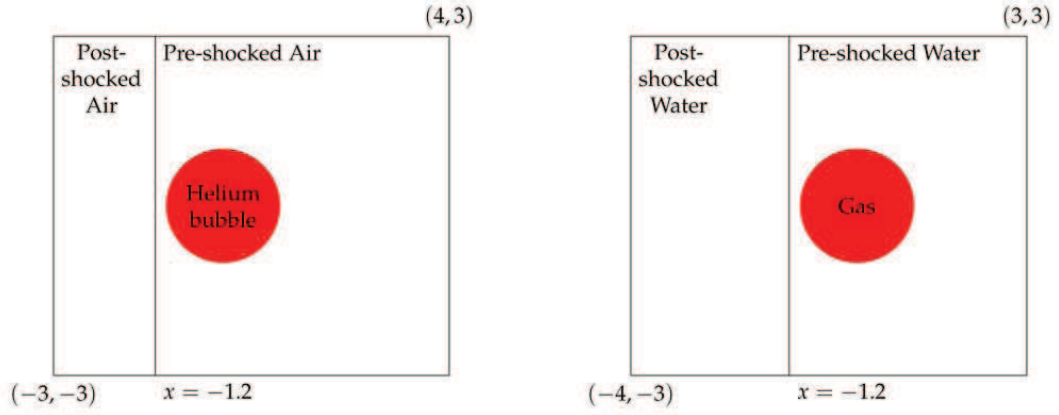 (4,3)
Post-
shocked
Air
Pre-shocked Air
Helium
bubble
(−3,−3)
x = −1.2
(3,3)
Post-
shocked
Water
Pre-shocked Water
Gas
(−4,−3)
x = −1.2